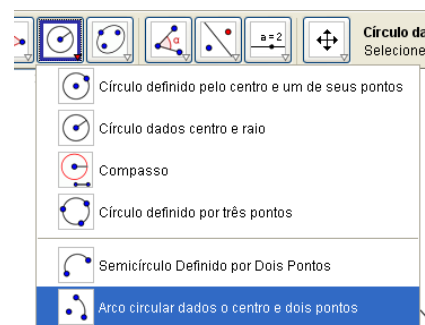 α
a = 2
Círculo da
Selecione
Círculo definido pelo centro e um de seus pontos
Círculo dados centro e raio
Compasso
Círculo definido por três pontos
Semicírculo Definido por Dois Pontos
Arco circular dados o centro e dois pontos